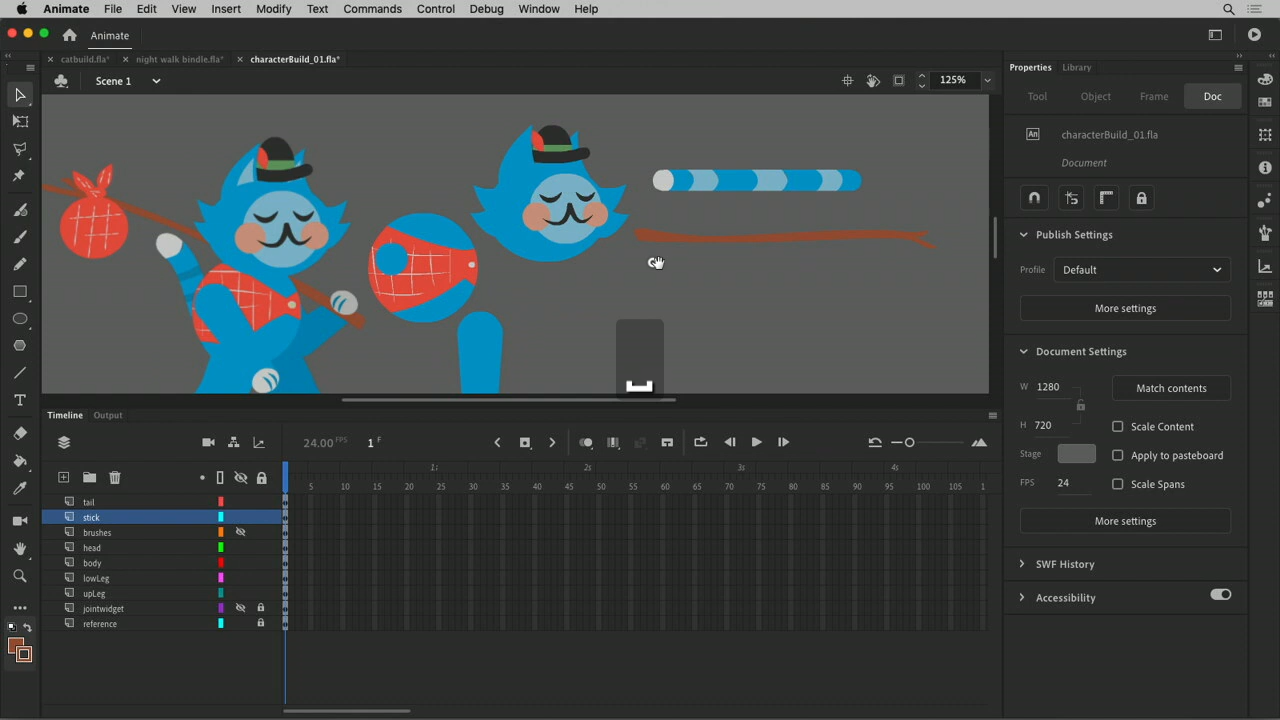 Animate File Edit View Insert Modify Text Commands Control Debug Window Help
Animate
catbuild.fla* night walk bindle.fla* characterBuild_01.fla*
Scene 1 125%
Properties Library
Tool Object Frame Doc
An characterBuild_01.fla
Document
Publish Settings
Profile Default
More settings
Document Settings
W 1280 Match contents
H 720 Scale Content
Stage Apply to pasteboard
FPS 24 Scale Spans
More settings
SWF History
Accessibility
Timeline Output
24.00 FPS 1 F
1s 2s 3s 4s
5 10 15 20 25 30 35 40 45 50 55 60 65 70 75 80 85 90 95 100 105 1
tail
stick
brushes
head
body
lowLeg
upLeg
jointwidget
reference